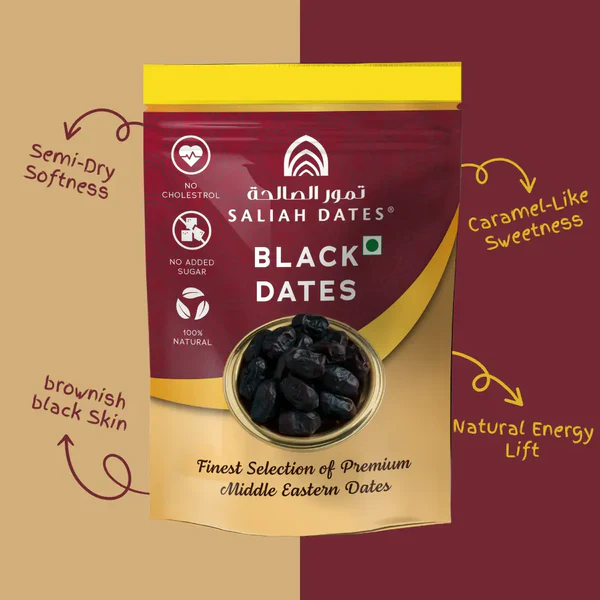 Semi-Dry
Softness
Caramel-Like
Sweetness
brownish
black Skin
Natural Energy
Lift
NO
CHOLESTROL
NO ADDED
SUGAR
100%
NATURAL
تمور الصالحة
SALIAH DATES®
BLACK
DATES
Finest Selection of Premium
Middle Eastern Dates